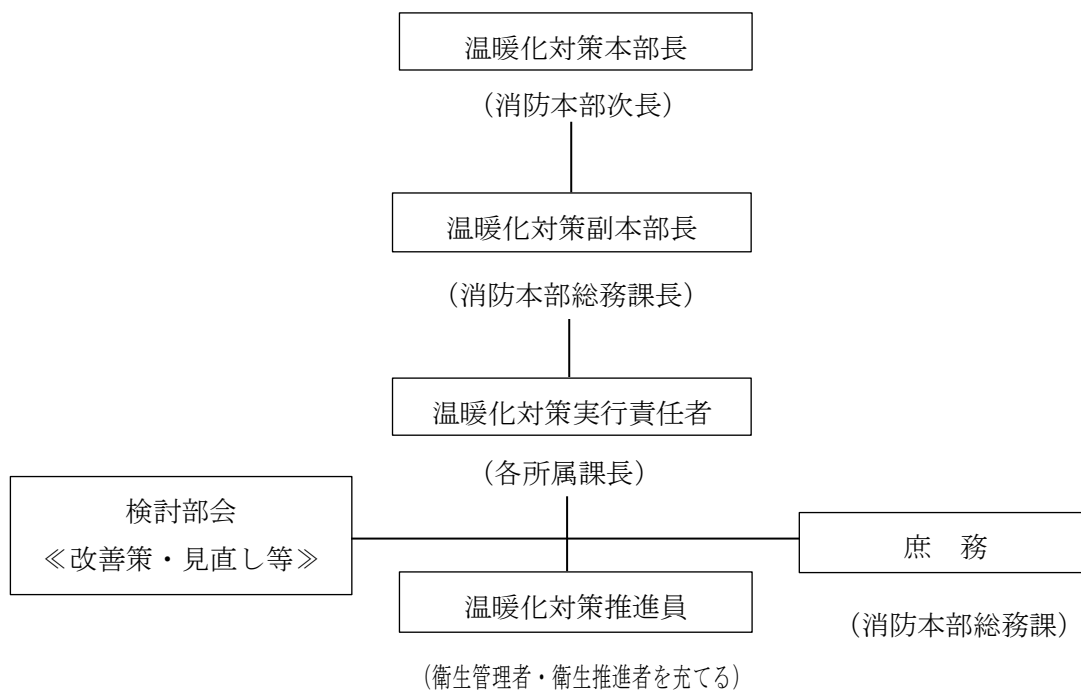 温暖化対策本部長
（消防本部次長）
温暖化対策副本部長
（消防本部総務課長）
温暖化対策実行責任者
（各所属課長）
検討部会
≪改善策・見直し等≫
庶　務
（消防本部総務課）
温暖化対策推進員
（衛生管理者・衛生推進者を充てる）